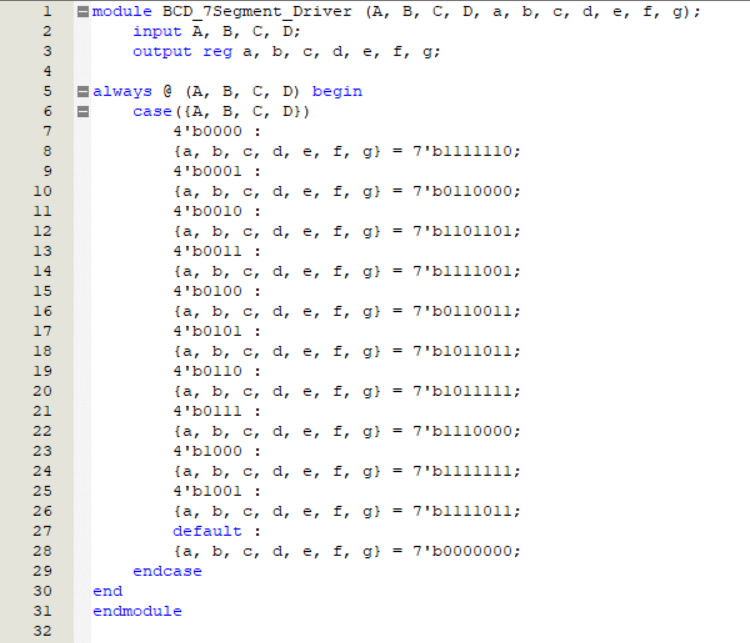 1 module BCD_7Segment_Driver (A, B, C, D, a, b, c, d, e, f, g);
2 input A, B, C, D;
3 output reg a, b, c, d, e, f, g;
4
5 always @ (A, B, C, D) begin
6 case({A, B, C, D})
7 4'b0000 :
8 {a, b, c, d, e, f, g} = 7'b1111110;
9 4'b0001 :
10 {a, b, c, d, e, f, g} = 7'b0110000;
11 4'b0010 :
12 {a, b, c, d, e, f, g} = 7'b1101101;
13 4'b0011 :
14 {a, b, c, d, e, f, g} = 7'b1111001;
15 4'b0100 :
16 {a, b, c, d, e, f, g} = 7'b0110011;
17 4'b0101 :
18 {a, b, c, d, e, f, g} = 7'b1011011;
19 4'b0110 :
20 {a, b, c, d, e, f, g} = 7'b1011111;
21 4'b0111 :
22 {a, b, c, d, e, f, g} = 7'b1110000;
23 4'b1000 :
24 {a, b, c, d, e, f, g} = 7'b1111111;
25 4'b1001 :
26 {a, b, c, d, e, f, g} = 7'b1111011;
27 default :
28 {a, b, c, d, e, f, g} = 7'b0000000;
29 endcase
30 end
31 endmodule
32